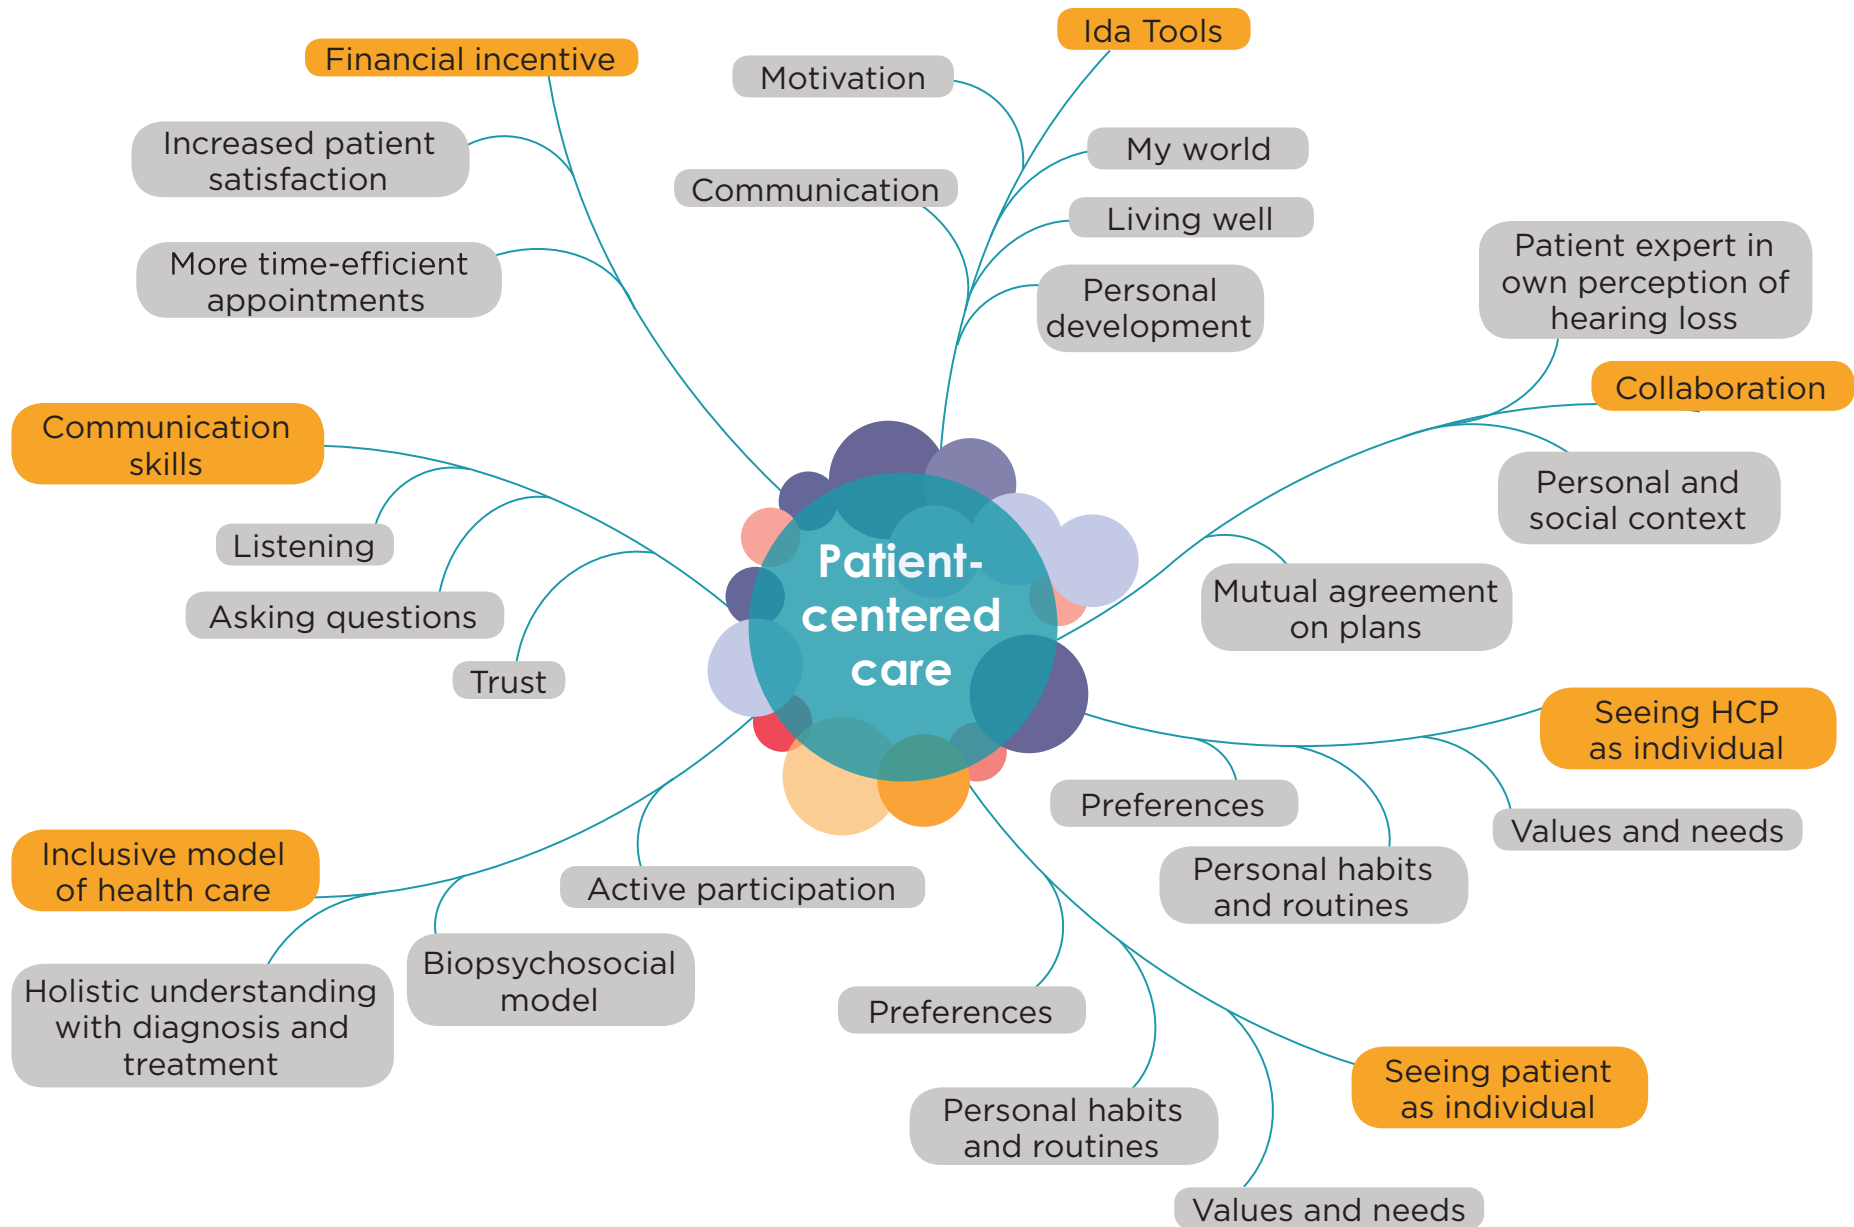 Financial incentive
Increased patient
satisfaction
More time-efficient
appointments
Ida Tools
Motivation
My world
Communication
Living well
Personal
development
Patient expert in
own perception of
hearing loss
Collaboration
Personal and
social context
Mutual agreement
on plans
Communication
skills
Listening
Asking questions
Trust
Patient-
centered
care
Seeing HCP
as individual
Preferences
Personal habits
and routines
Values and needs
Inclusive model
of health care
Active participation
Biopsychosocial
model
Holistic understanding
with diagnosis and
treatment
Preferences
Personal habits
and routines
Values and needs
Seeing patient
as individual